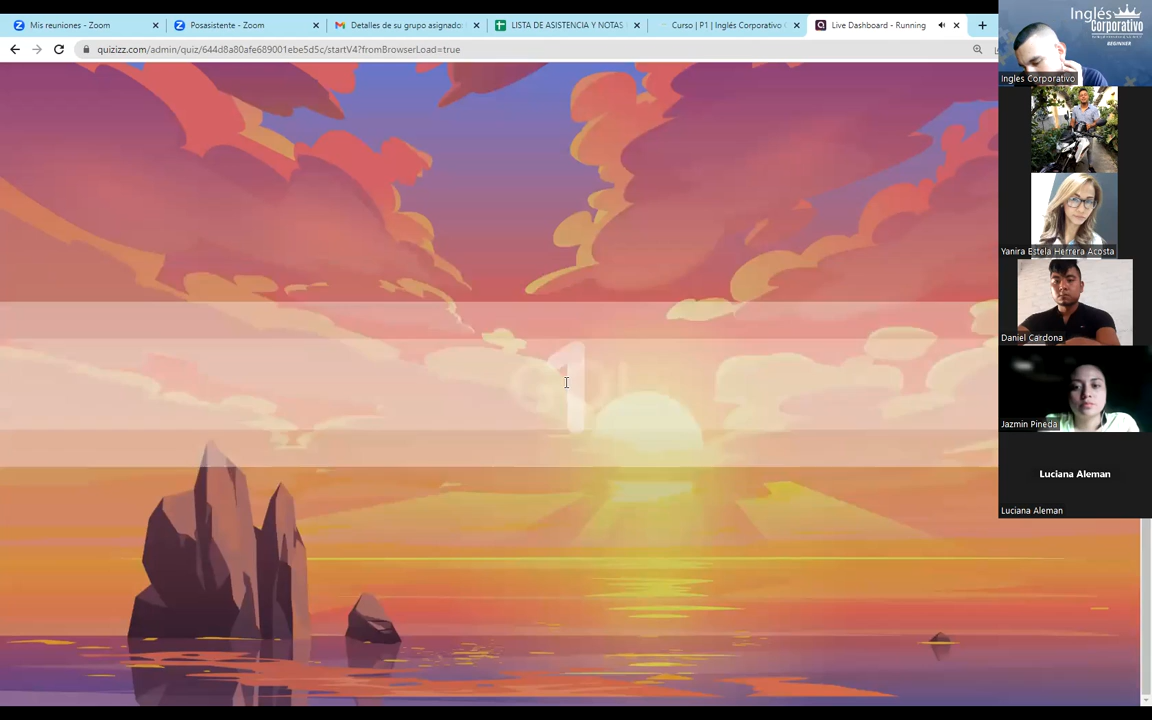 Mis reuniones - Zoom
Posasistente - Zoom
Detalles de su grupo asignado:
LISTA DE ASISTENCIA Y NOTAS
Curso | P1 | Inglés Corporativo
Live Dashboard - Running
quizizz.com/admin/quiz/644d8a80afe689001ebe5d5c/startV4?fromBrowserLoad=true
1
Inglés
Corporativo
BEGINNER
Ingles Corporativo
Yanira Estela Herrera Acosta
Daniel Cardona
Jazmin Pineda
Luciana Aleman
Luciana Aleman